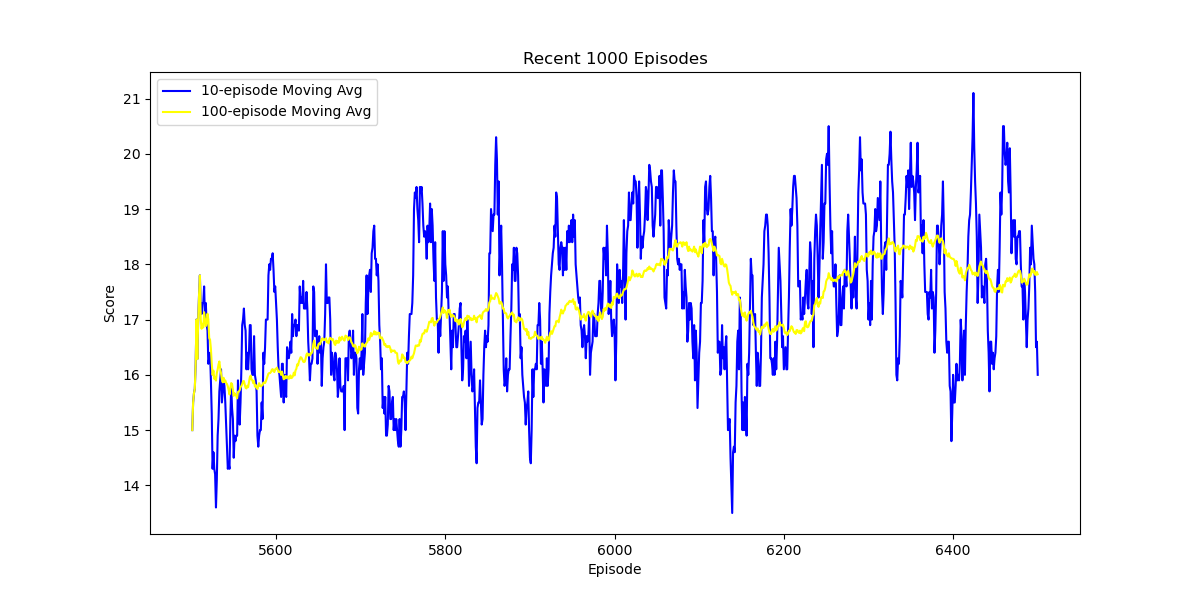 Recent 1000 Episodes
10-episode Moving Avg
100-episode Moving Avg
21
20
19
18
17
16
15
14
Score
5600 5800 6000 6200 6400
Episode